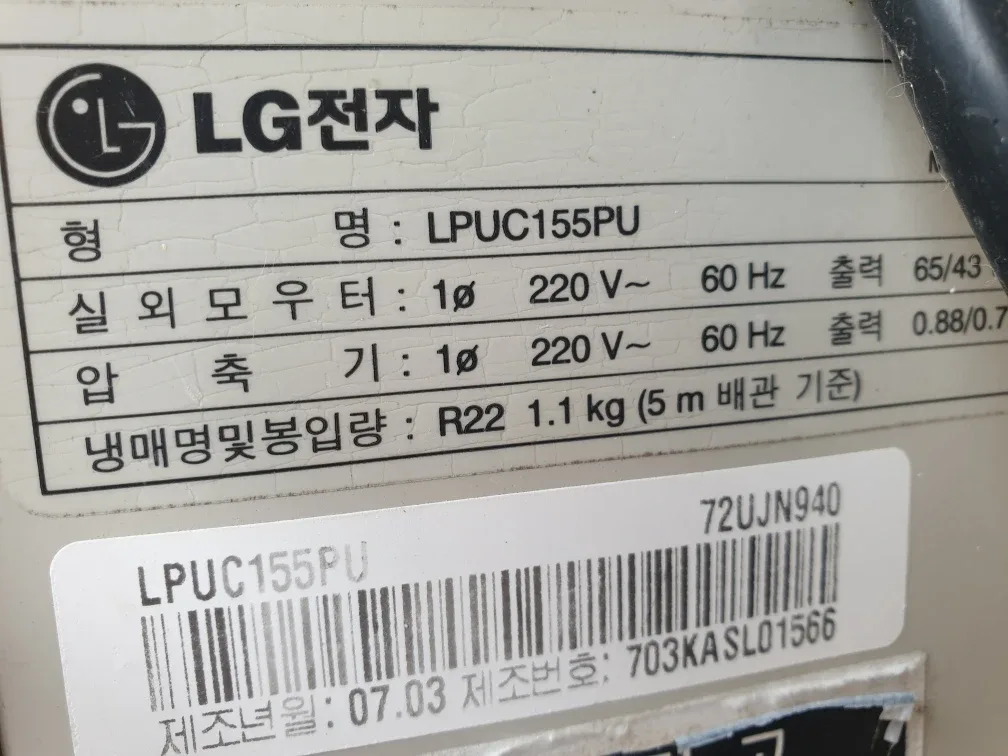 LG전자
형 명 : LPUC155PU
실 외 모 우 터 : 1ø 220 V~ 60 Hz 출력 65/43
압 축 기 : 1ø 220 V~ 60 Hz 출력 0.88/0.7
냉매명및봉입량 : R22 1.1 kg (5 m 배관 기준)
72UJN940
LPUC155PU
제조년월: 07.03 제조번호: 703KASL01566